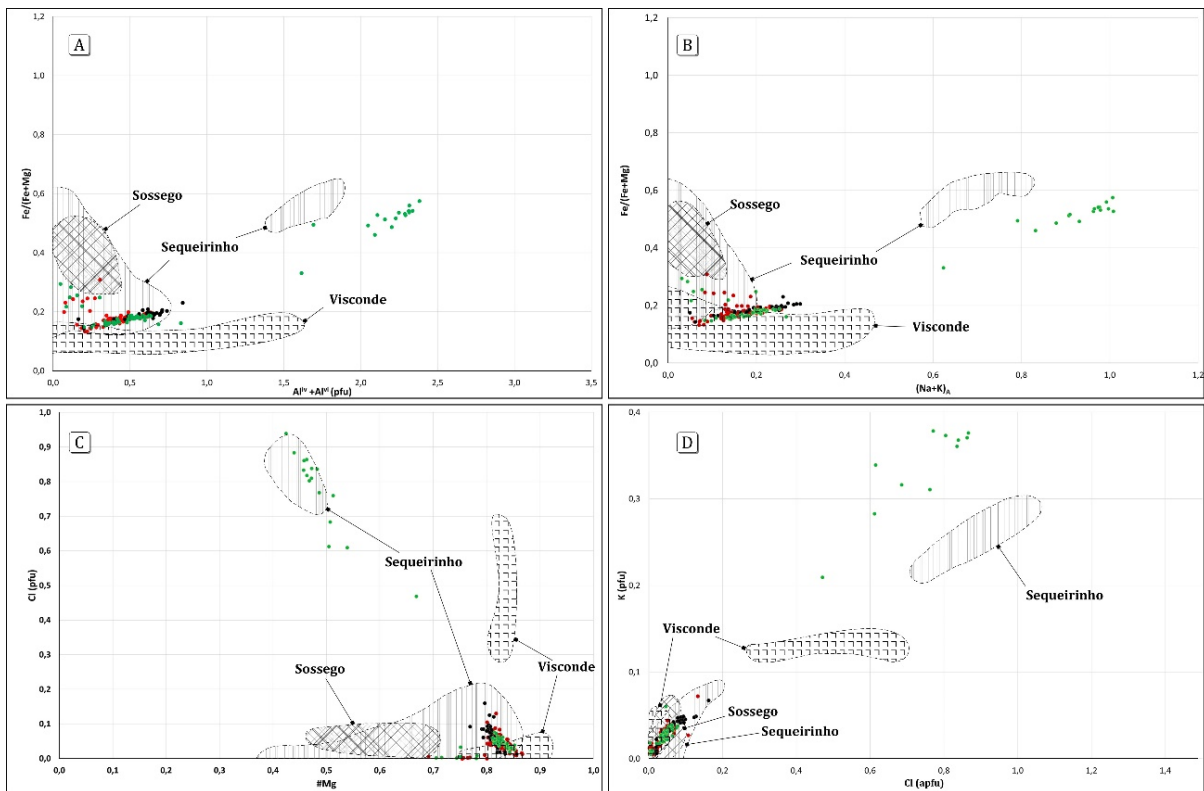 A
1,2
1,0
0,8
0,6
0,4
0,2
0,0
Fe/(Fe+Mg)
Sossego
Sequeirinho
Visconde
0,0 0,5 1,0 1,5 2,0 2,5 3,0 3,5
Alⁱᵛ +Alᵛⁱ (pfu)
B
1,2
1,0
0,8
0,6
0,4
0,2
0,0
Fe/(Fe+Mg)
Sossego
Sequeirinho
Visconde
0,0 0,2 0,4 0,6 0,8 1,0 1,2
(Na+K)A
C
1,0
0,9
0,8
0,7
0,6
0,5
0,4
0,3
0,2
0,1
0,0
Cl (pfu)
Sequeirinho
Sossego
Visconde
0,0 0,1 0,2 0,3 0,4 0,5 0,6 0,7 0,8 0,9 1,0
#Mg
D
0,4
0,3
0,2
0,1
0,0
K (pfu)
Sequeirinho
Visconde
Sossego
Sequeirinho
0,0 0,2 0,4 0,6 0,8 1,0 1,2 1,4
Cl (apfu)